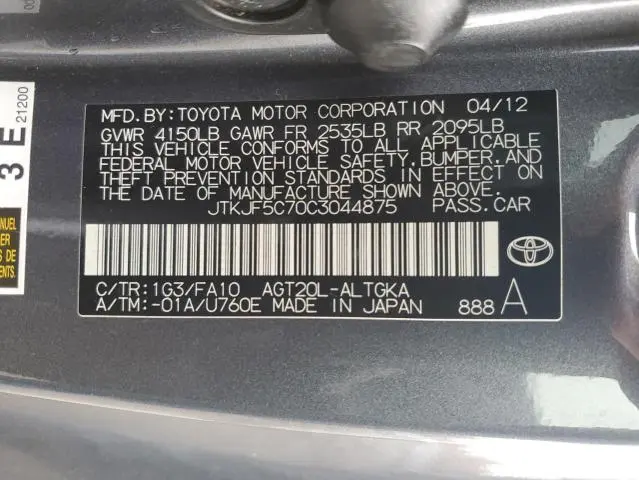 MFD.BY:TOYOTA MOTOR CORPORATION 04/12
GVWR 4150LB GAWR FR 2535LB RR 2095LB
THIS VEHICLE CONFORMS TO ALL APPLICABLE
FEDERAL MOTOR VEHICLE SAFETY,BUMPER,AND
THEFT PREVENTION STANDARDS IN EFFECT ON
THE DATE OF MANUFACTURE SHOWN ABOVE.
JTKJF5C70C3044875 PASS.CAR
C/TR:1G3/FA10 AGT20L-ALTGKA
A/TM:-01A/U760E MADE IN JAPAN 888 A
3 E
21200